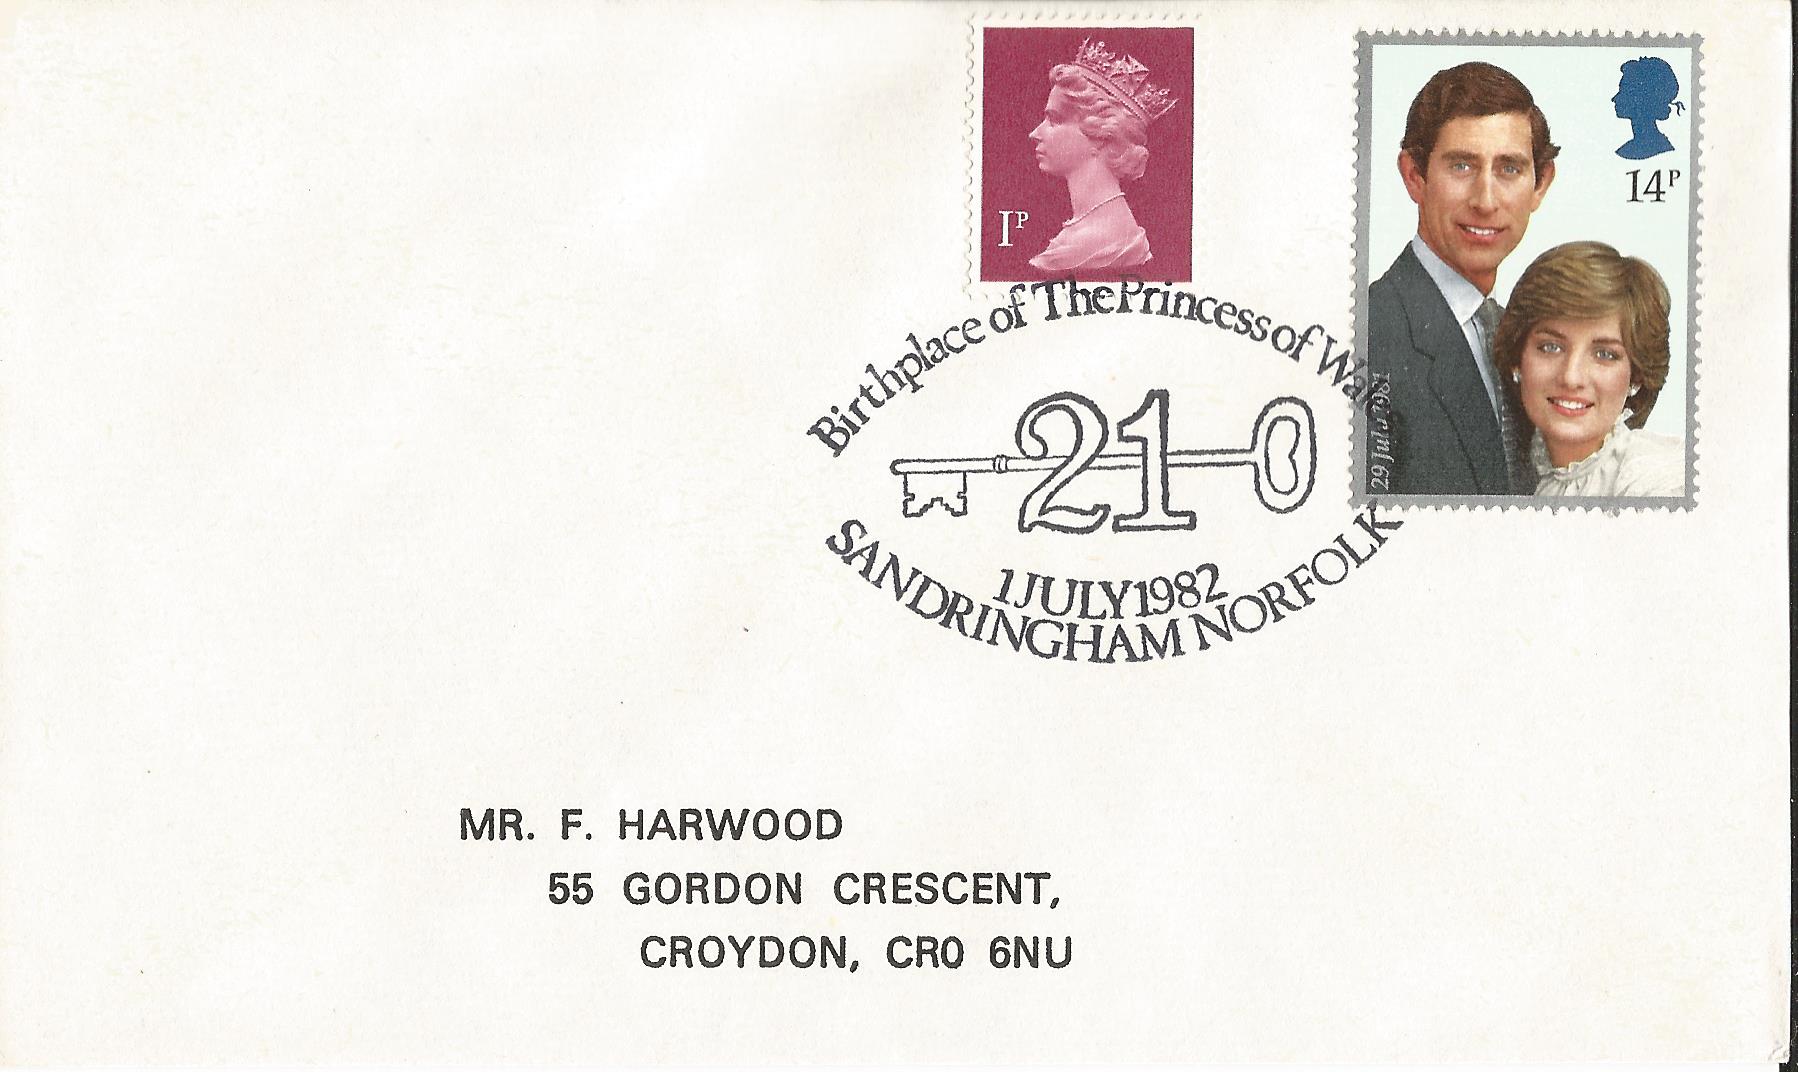 1P
14P
29 July 1981
Birthplace of The Princess of Wales
21
1 JULY 1982
SANDRINGHAM NORFOLK
MR. F. HARWOOD
55 GORDON CRESCENT,
CROYDON, CR0 6NU